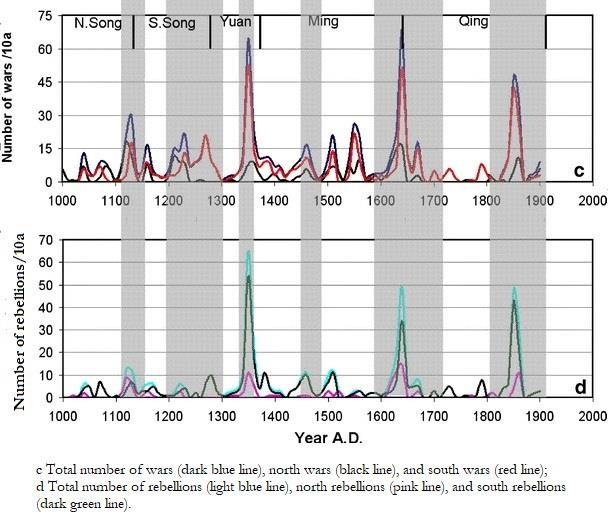 N.Song S.Song Yuan Ming Qing
Number of wars /10a
75
60
45
30
15
0
c
1000 1100 1200 1300 1400 1500 1600 1700 1800 1900 2000
Number of rebellions/10a
70
60
50
40
30
20
10
0
d
1000 1100 1200 1300 1400 1500 1600 1700 1800 1900 2000
Year A.D.
c Total number of wars (dark blue line), north wars (black line), and south wars (red line);
d Total number of rebellions (light blue line), north rebellions (pink line), and south rebellions
(dark green line).